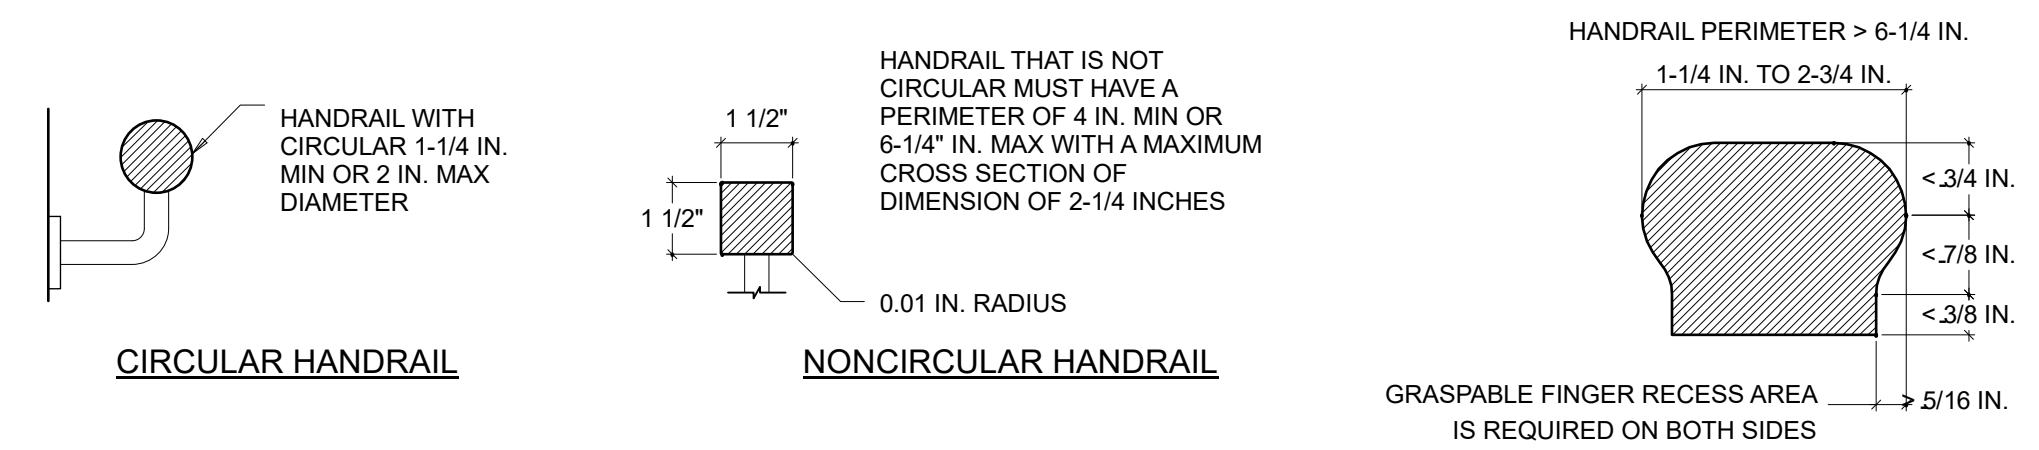 HANDRAIL WITH
CIRCULAR 1-1/4 IN.
MIN OR 2 IN. MAX
DIAMETER
CIRCULAR HANDRAIL
1 1/2"
1 1/2"
HANDRAIL THAT IS NOT
CIRCULAR MUST HAVE A
PERIMETER OF 4 IN. MIN OR
6-1/4" IN. MAX WITH A MAXIMUM
CROSS SECTION OF
DIMENSION OF 2-1/4 INCHES
0.01 IN. RADIUS
NONCIRCULAR HANDRAIL
HANDRAIL PERIMETER > 6-1/4 IN.
1-1/4 IN. TO 2-3/4 IN.
< 3/4 IN.
< 7/8 IN.
< 3/8 IN.
> 5/16 IN.
GRASPABLE FINGER RECESS AREA
IS REQUIRED ON BOTH SIDES